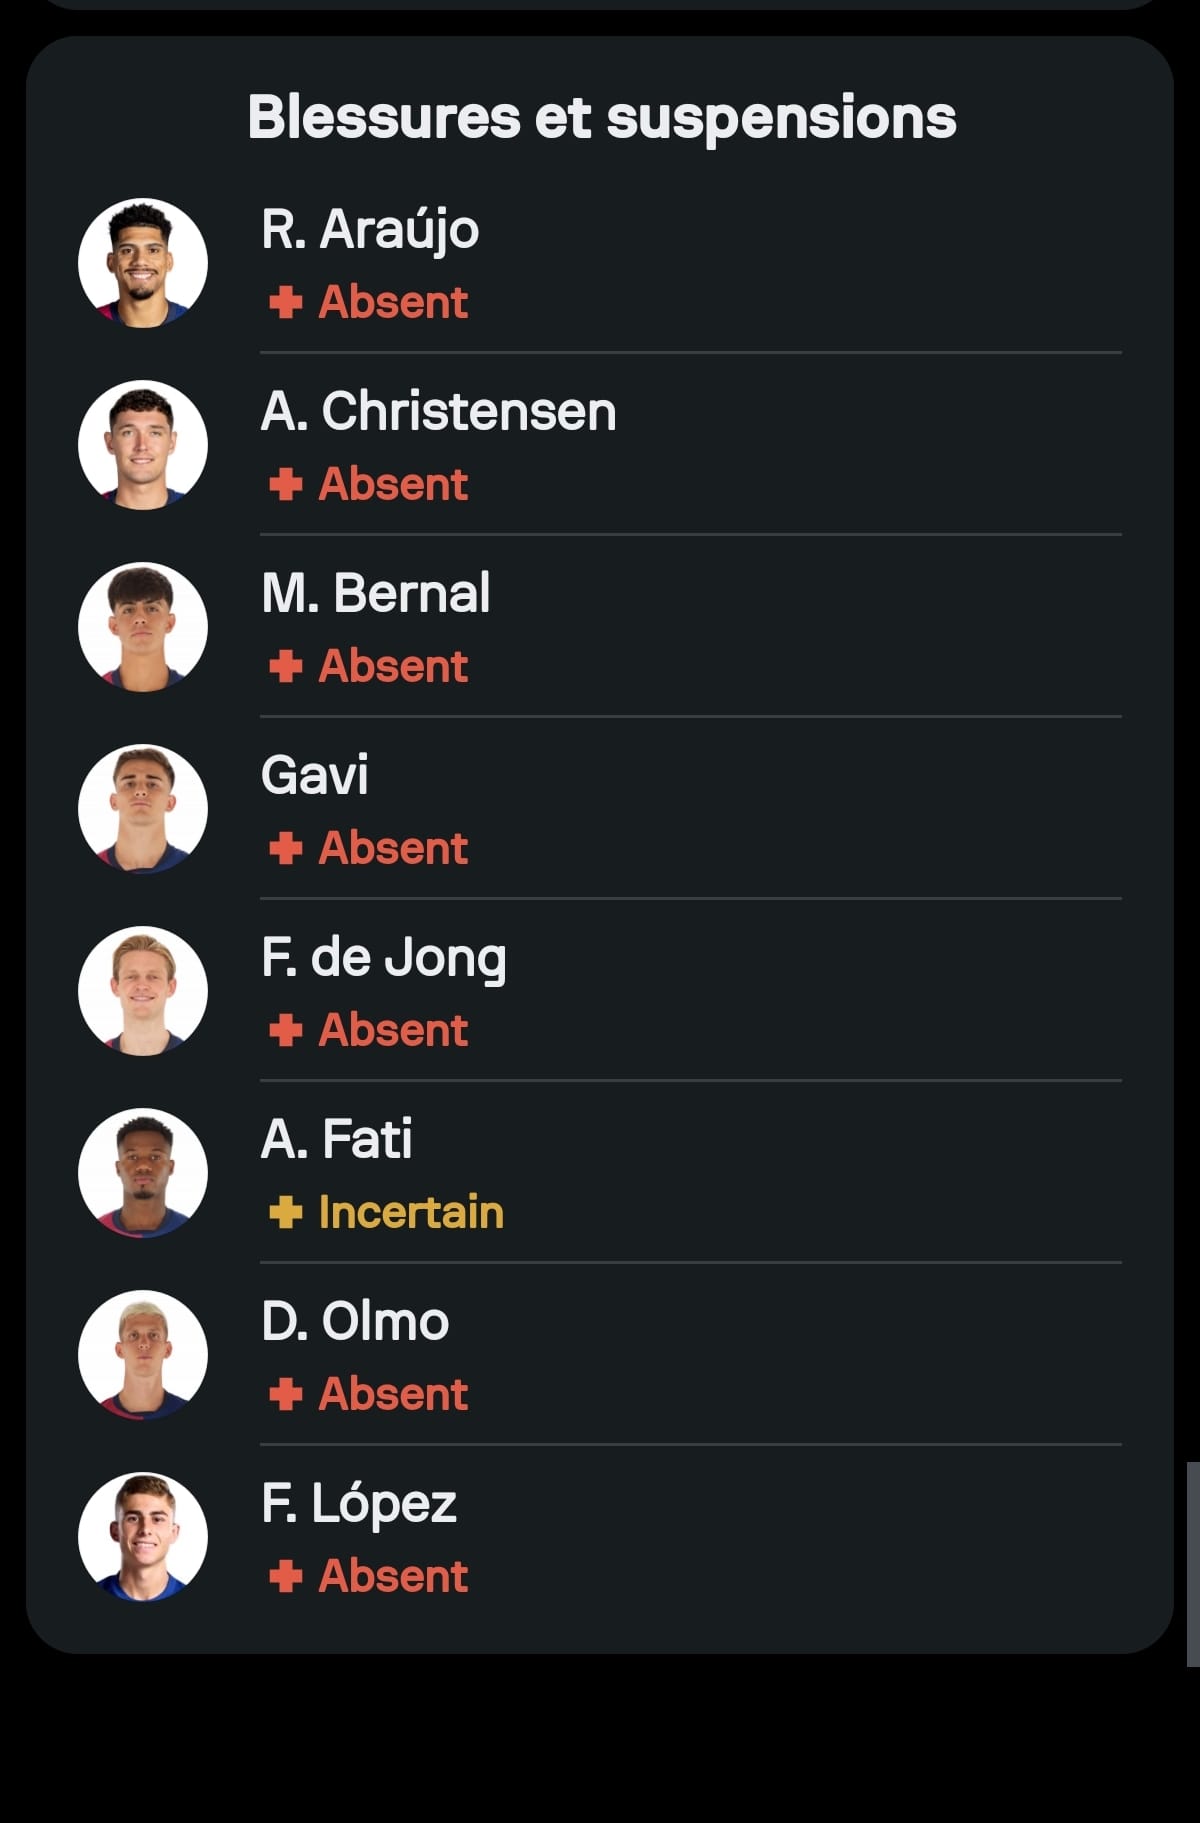 Blessures et suspensions
R. Araújo
Absent
A. Christensen
Absent
M. Bernal
Absent
Gavi
Absent
F. de Jong
Absent
A. Fati
Incertain
D. Olmo
Absent
F. López
Absent